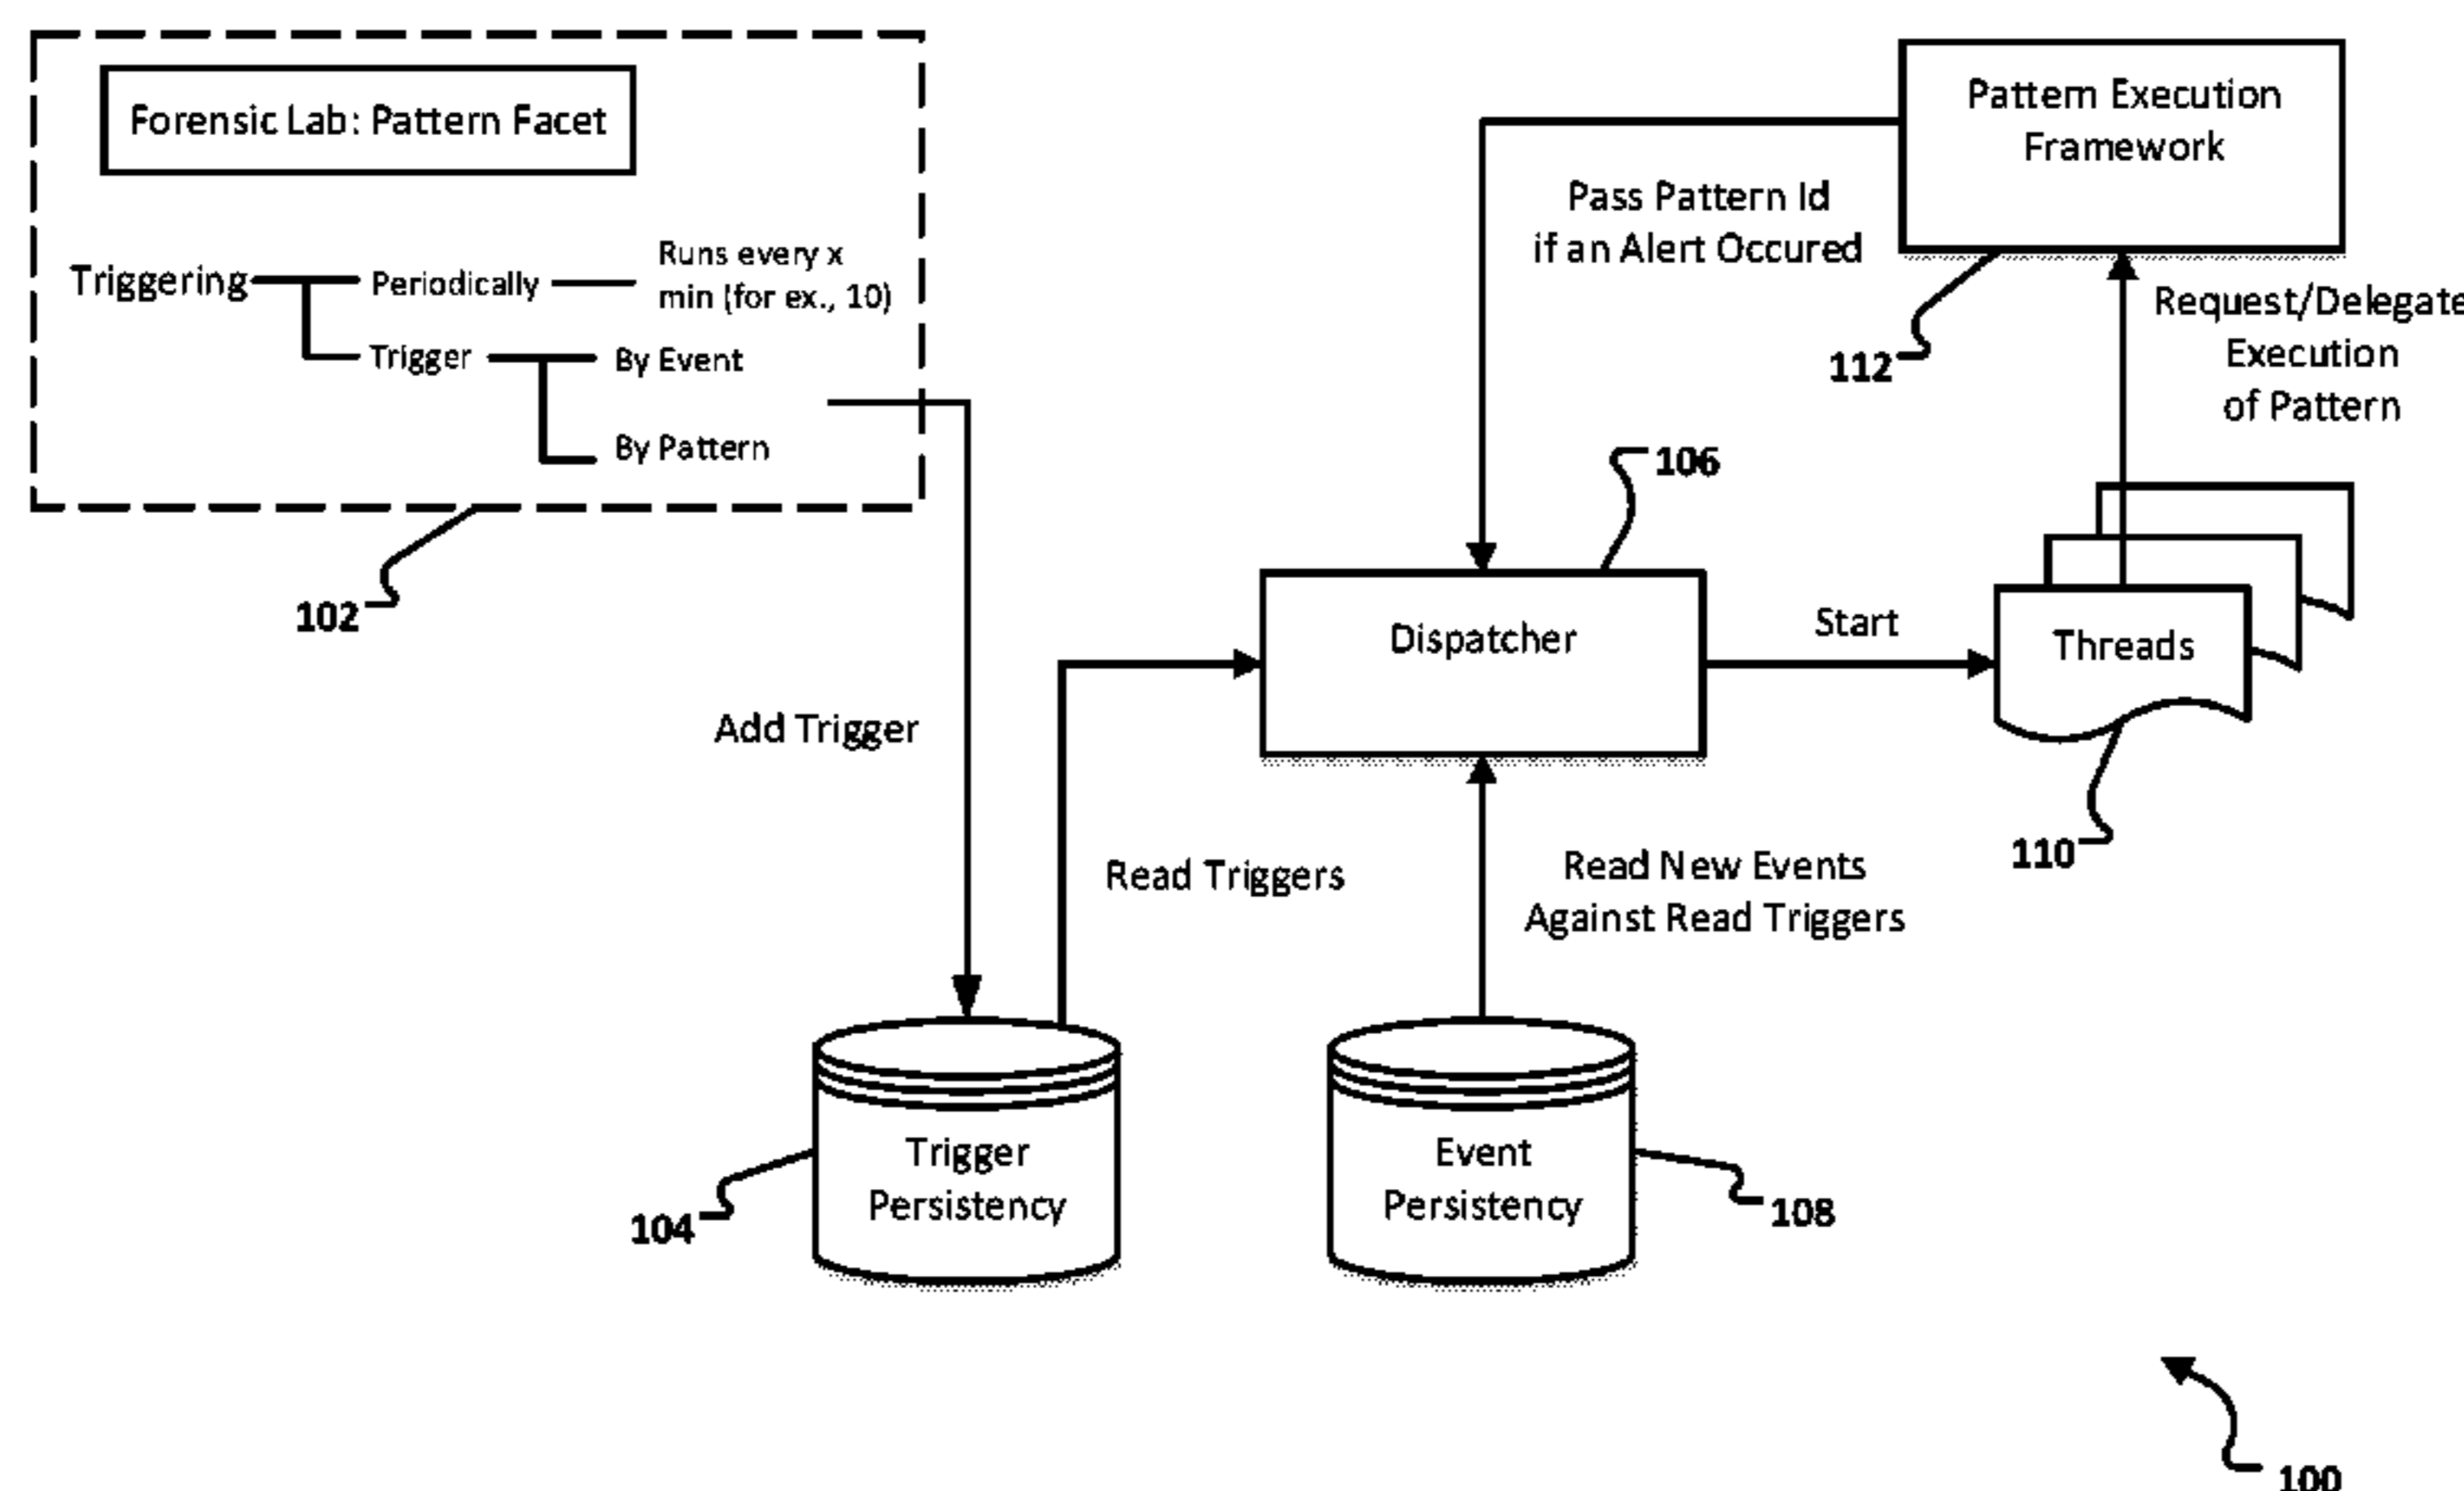 Forensic Lab: Pattern Facet
Triggering
Periodically
Runs every x
min (for ex., 10)
Trigger
By Event
By Pattern
102
Pattern Execution
Framework
Pass Pattern Id
if an Alert Occured
112
Request/Delegate
Execution
of Pattern
106
Dispatcher
Start
Threads
110
Add Trigger
Read Triggers
Read New Events
Against Read Triggers
Trigger
Persistency
104
Event
Persistency
108
100